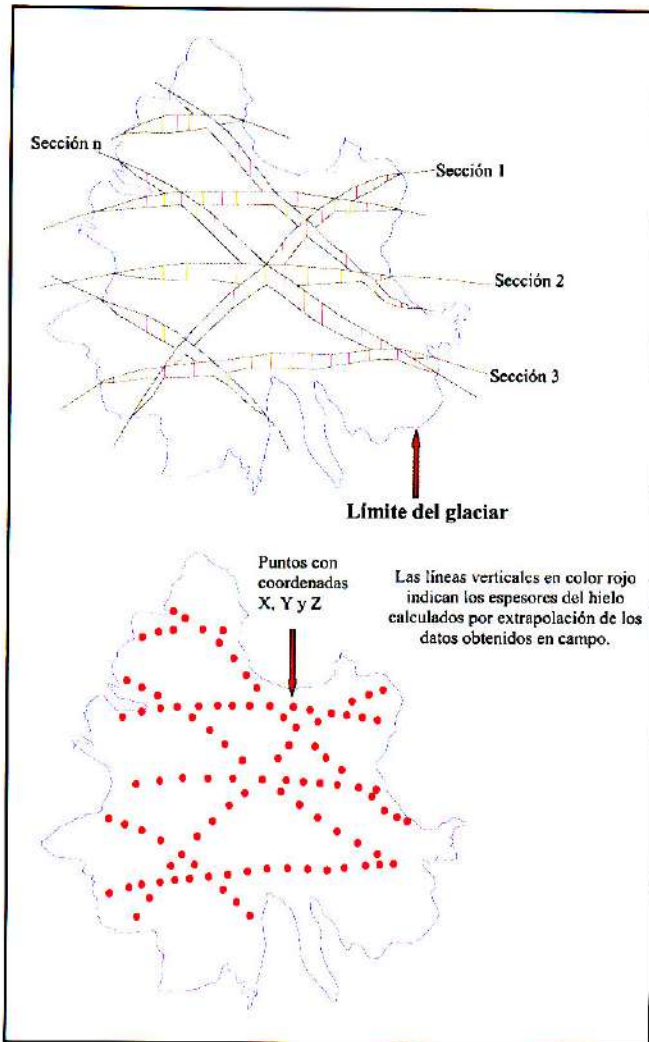 Sección n
Sección 1
Sección 2
Sección 3
Límite del glaciar
Puntos con
coordenadas
X, Y y Z
Las líneas verticales en color rojo
indican los espesores del hielo
calculados por extrapolación de los
datos obtenidos en campo.